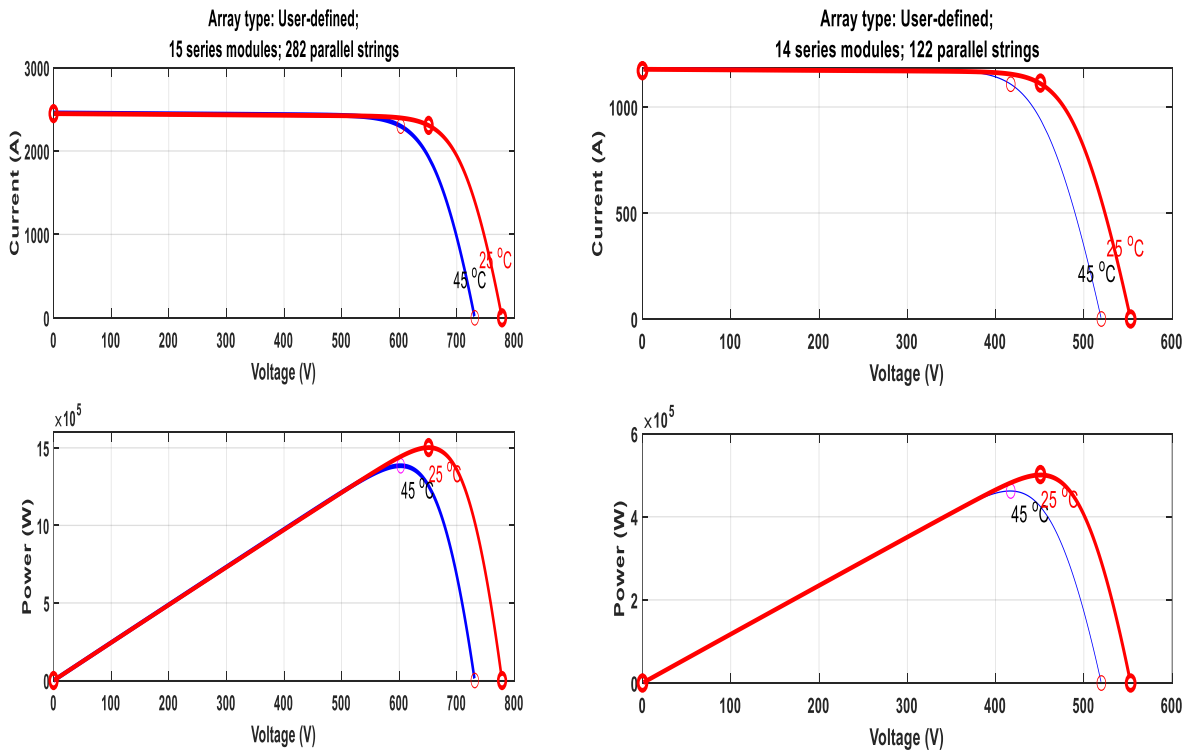 Array type: User-defined;
15 series modules; 282 parallel strings
3000
2000
1000
0
Current (A)
25 °C
45 °C
0 100 200 300 400 500 600 700 800
Voltage (V)
Array type: User-defined;
14 series modules; 122 parallel strings
1000
500
0
Current (A)
25 °C
45 °C
0 100 200 300 400 500 600
Voltage (V)
×10⁵
15
10
5
0
Power (W)
25 °C
45 °C
0 100 200 300 400 500 600 700 800
Voltage (V)
×10⁵
6
4
2
0
Power (W)
25 °C
45 °C
0 100 200 300 400 500 600
Voltage (V)